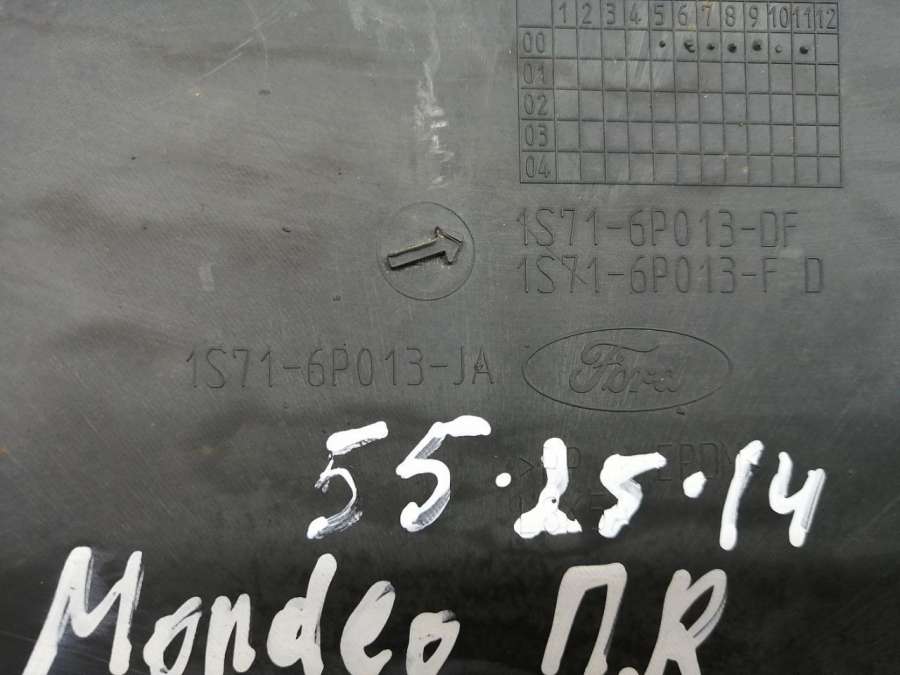 1 2 3 4 5 6 7 8 9 10 11 12
00
01
02
03
04
1S71-6P013-DF
1S71-6P013-F D
1S71-6P013-JA
Ford
55.25.14
Mondeo П.R